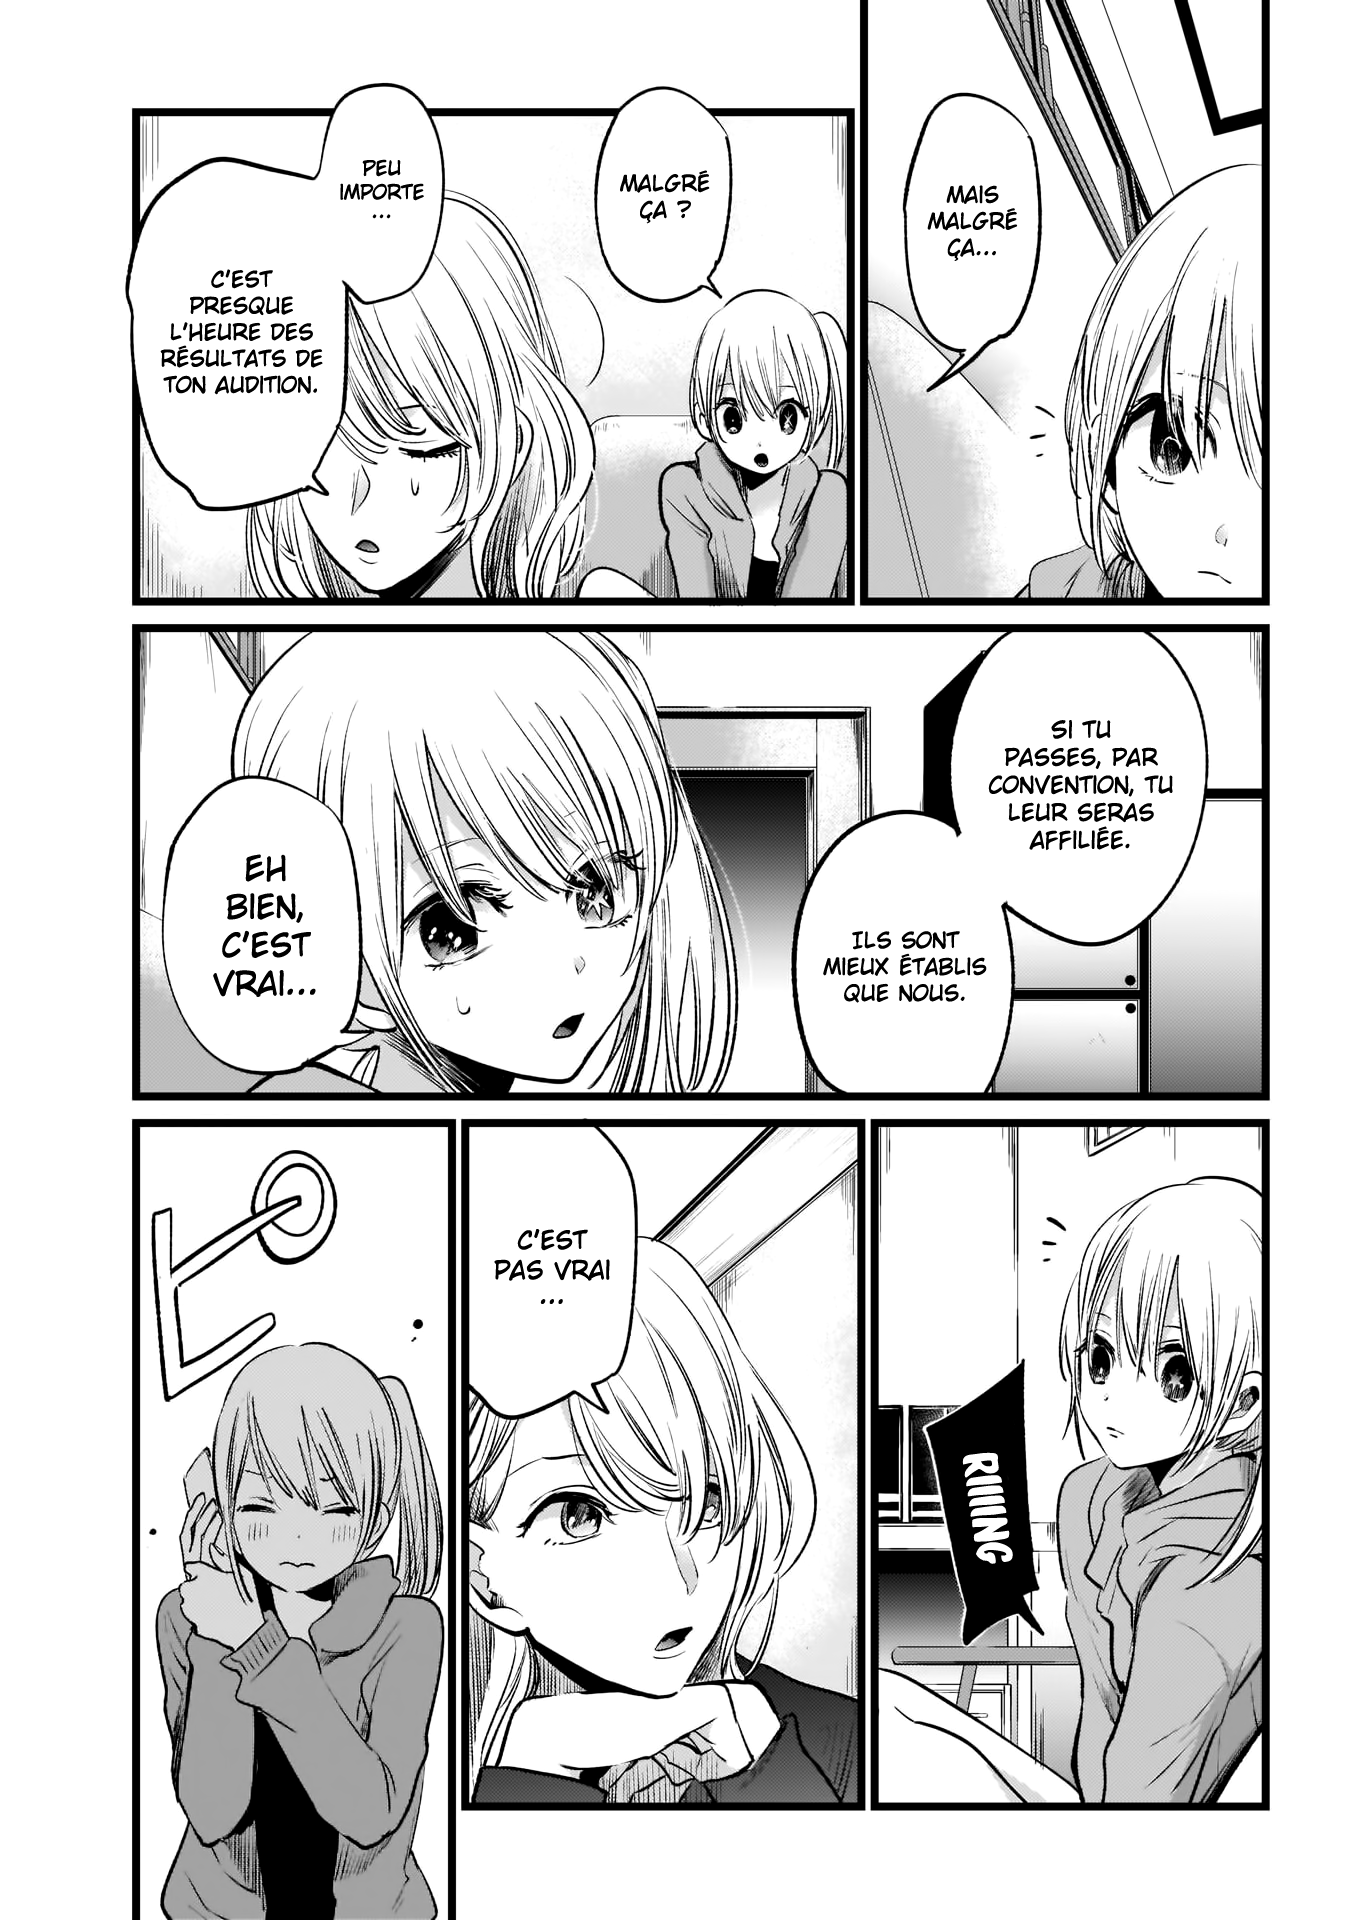 MAIS
MALGRÉ
ÇA...
MALGRÉ
ÇA ?
PEU
IMPORTE
...
C'EST
PRESQUE
L'HEURE DES
RÉSULTATS DE
TON AUDITION.
SI TU
PASSES, PAR
CONVENTION, TU
LEUR SERAS
AFFILIÉE.
ILS SONT
MIEUX ÉTABLIS
QUE NOUS.
EH
BIEN,
C'EST
VRAI...
RIIIING
C'EST
PAS VRAI
...
ピ